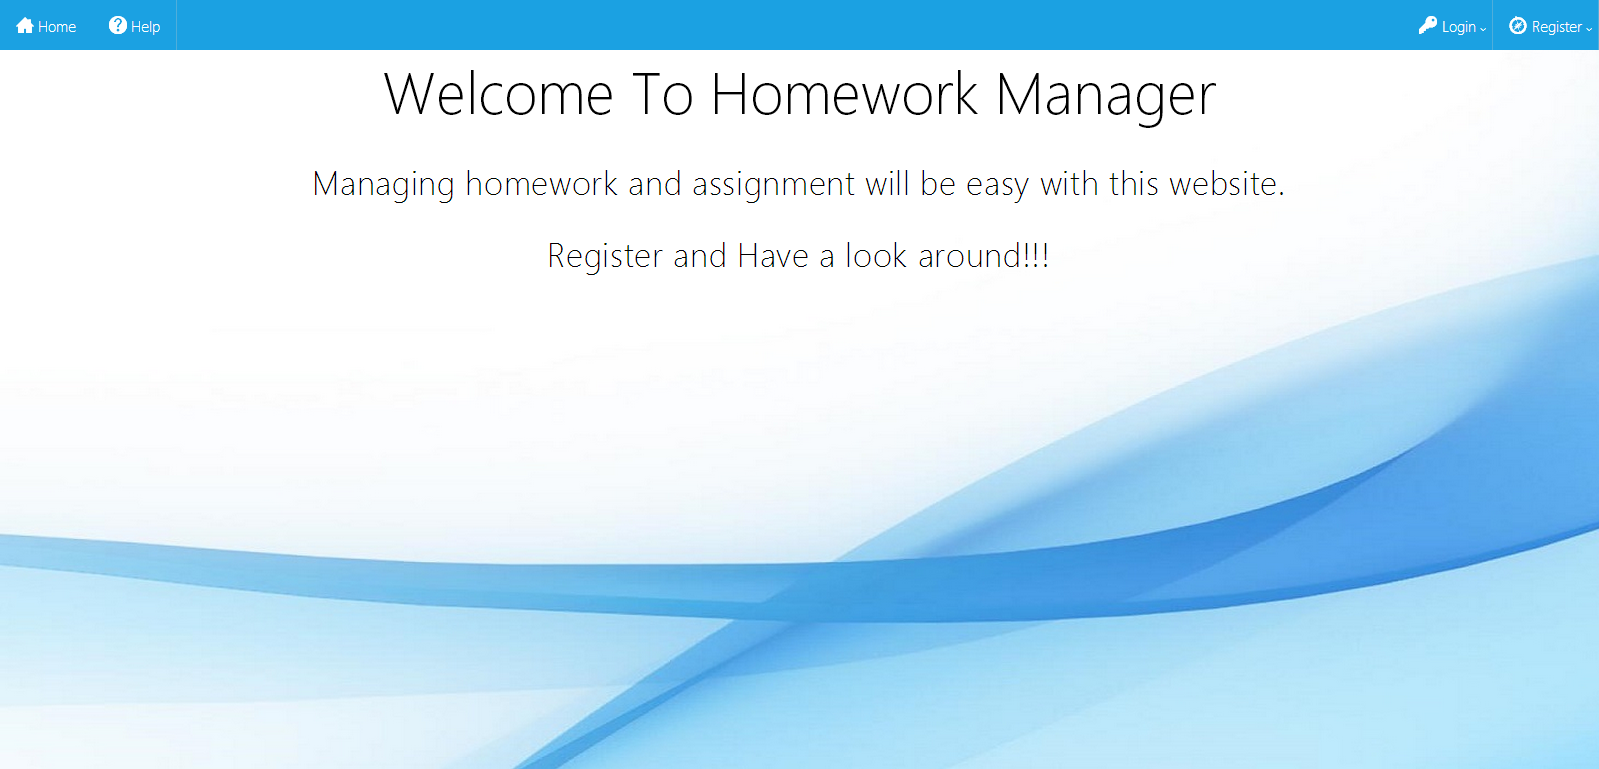 Home Help Login Register
Welcome To Homework Manager
Managing homework and assignment will be easy with this website.
Register and Have a look around!!!